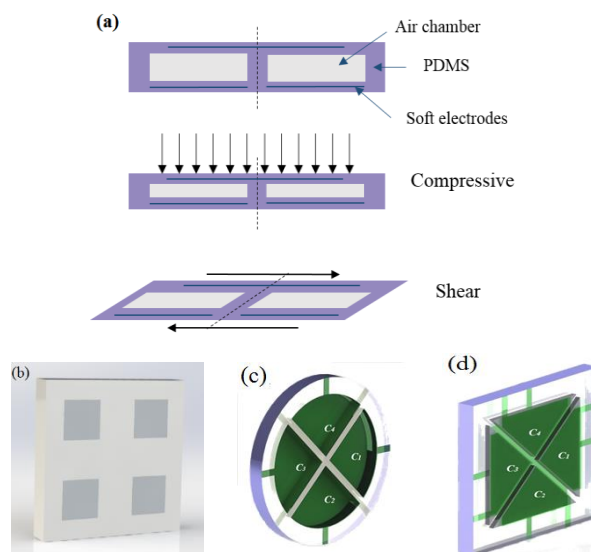 (a)
Air chamber
PDMS
Soft electrodes
Compressive
Shear
(b)
(c)
(d)
C4
C3
C1
C2
C4
C3
C1
C2